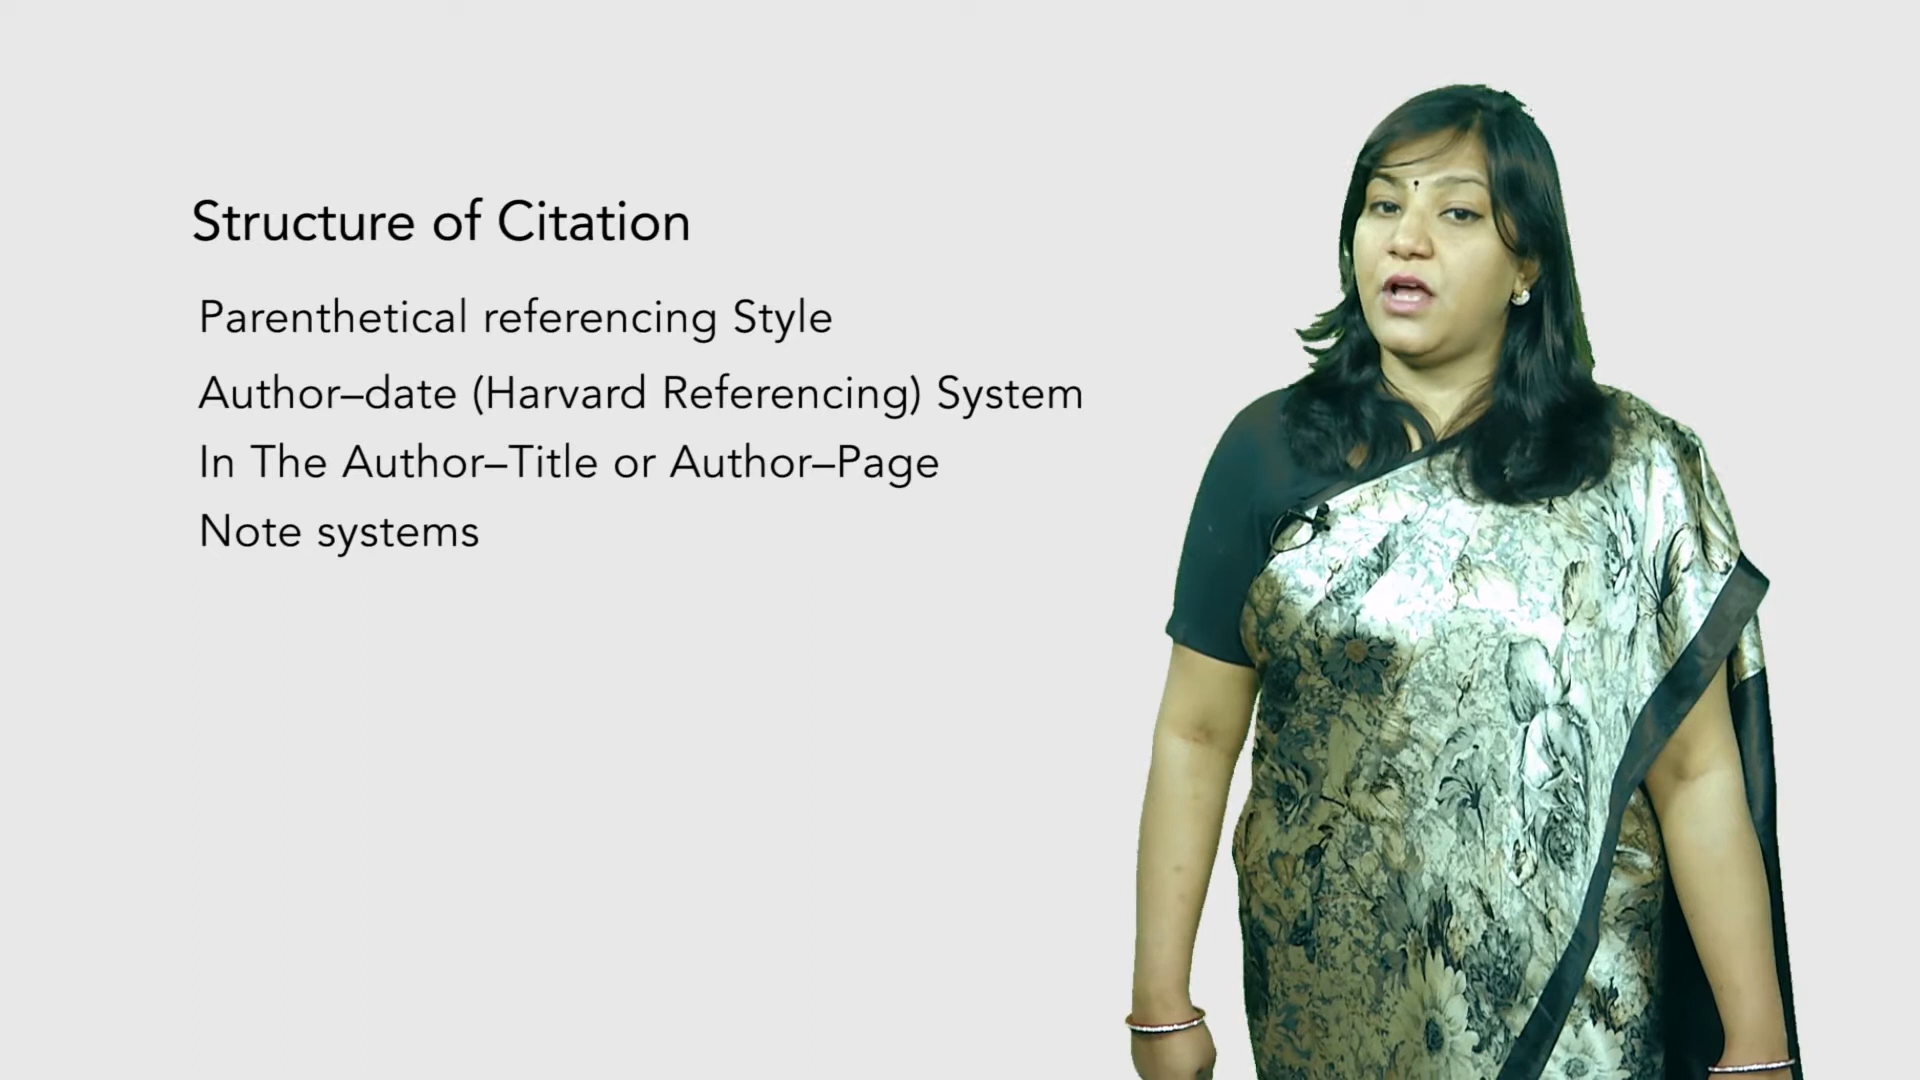 Structure of Citation
Parenthetical referencing Style
Author–date (Harvard Referencing) System
In The Author–Title or Author–Page
Note systems